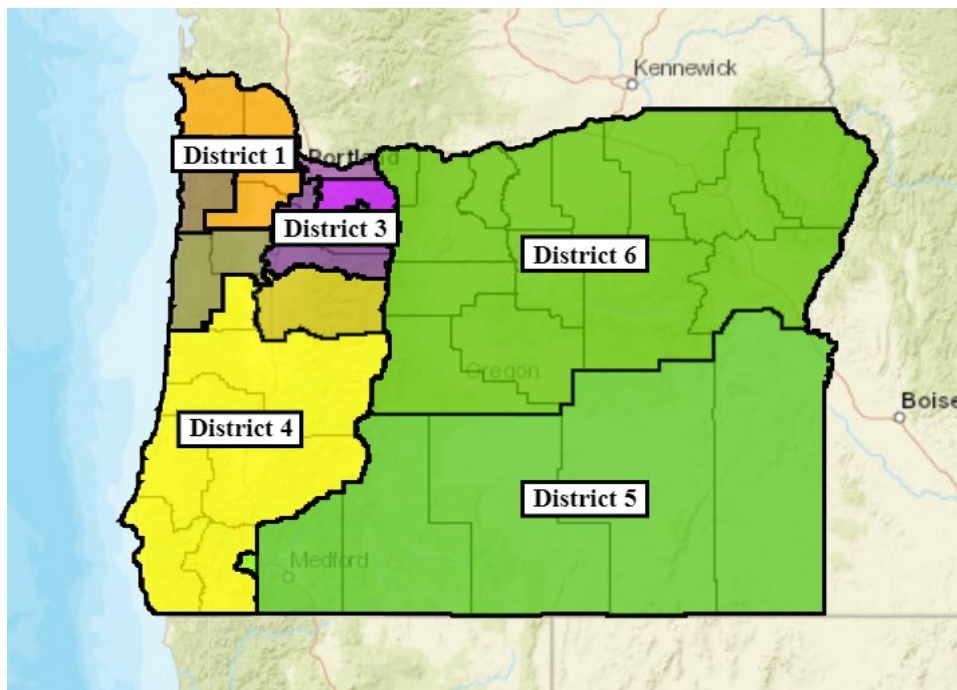 Kennewick
District 1
Portland
District 3
District 6
Oregon
Boise
District 4
District 5
Medford